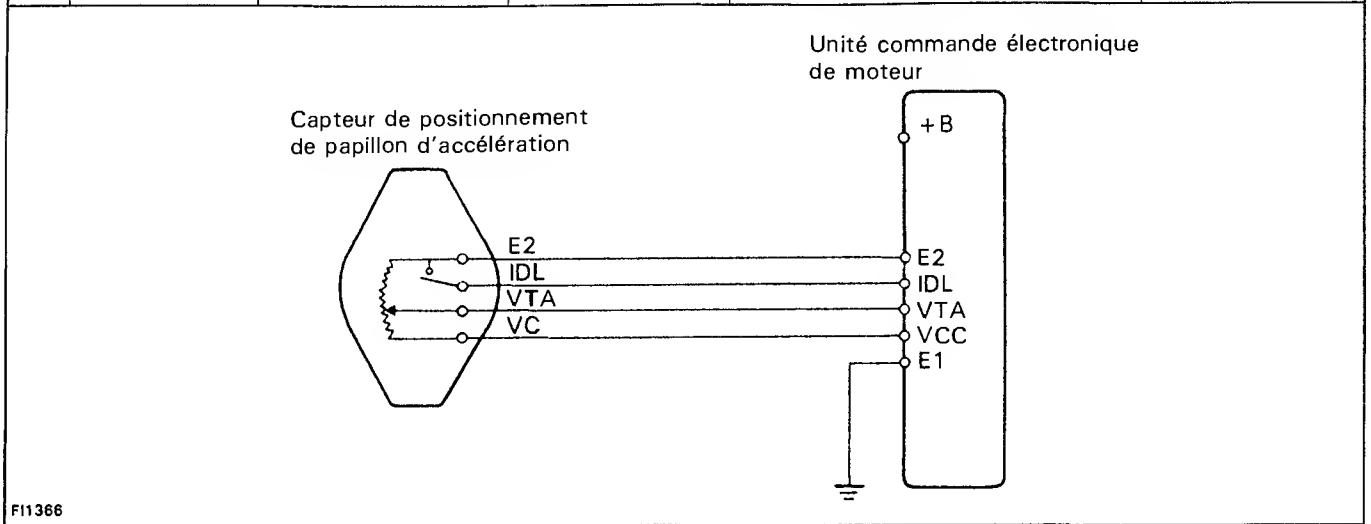 Unité commande électronique
de moteur
Capteur de positionnement
de papillon d'accélération
+B
E2
IDL
VTA
VC
E2
IDL
VTA
VCC
E1
FI1366